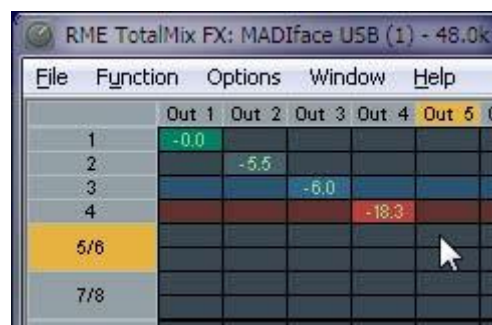 RME TotalMix FX: MADIface USB (1) - 48.0k
File Function Options Window Help
Out 1 Out 2 Out 3 Out 4 Out 5
1 -0.0
2 -5.5
3 -6.0
4 -18.3
5/6
7/8